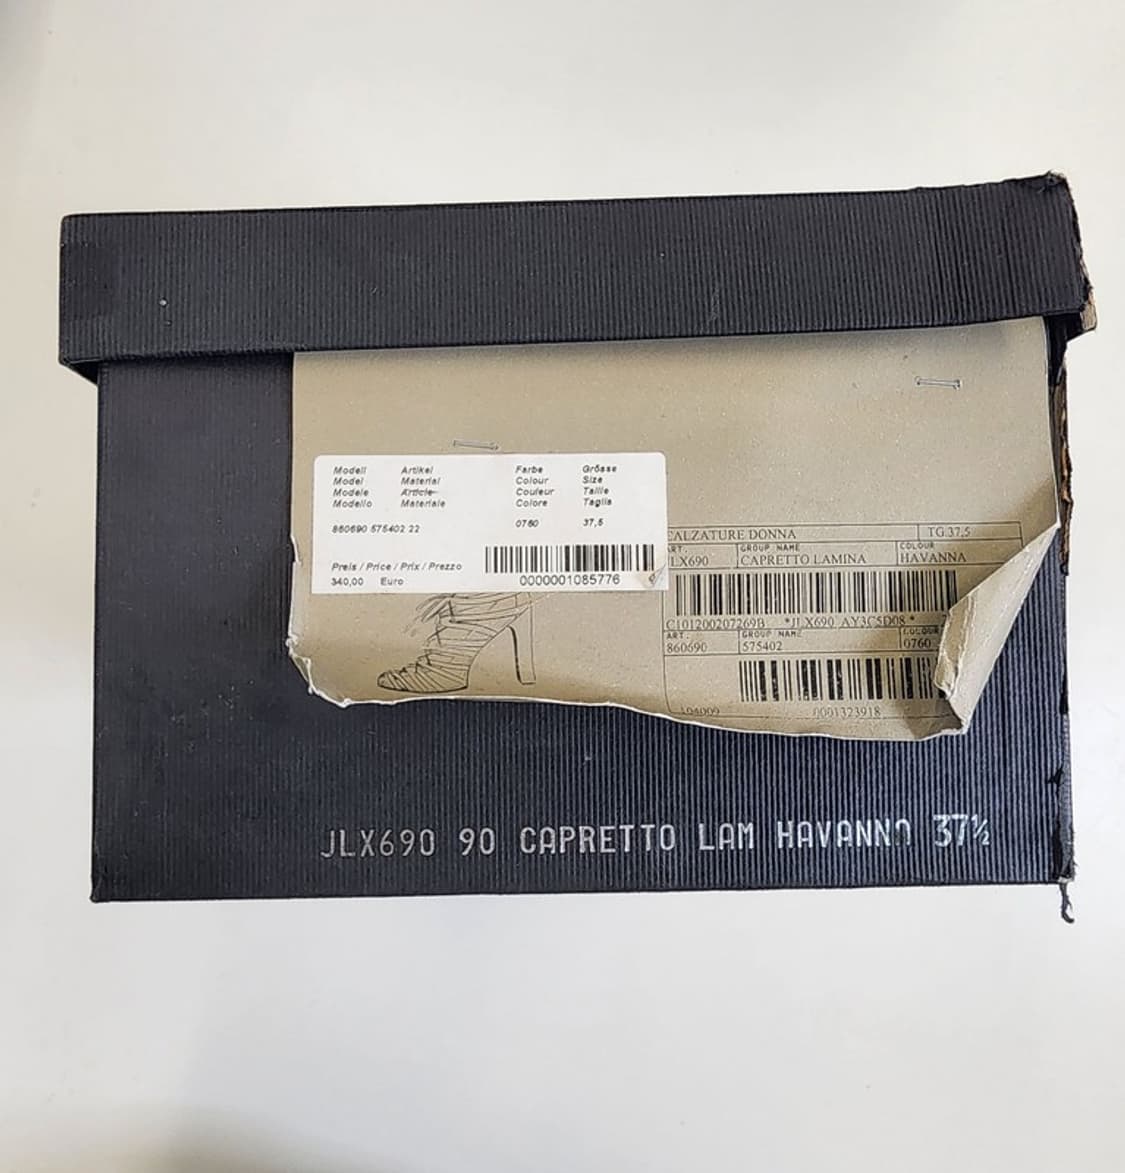 Modell Artikel Farbe Grösse
Model Material Colour Size
Modele Article Couleur Taille
Modello Materiale Colore Taglia
860690 575402 22 0760 37,5
Preis / Price / Prix / Prezzo
340,00 Euro
0000001085776
CALZATURE DONNA TG.37,5
ART. GROUP NAME COLOUR
LX690 CAPRETTO LAMINA HAVANNA
C101200207269B *JLX690 AY3C5D08 *
ART. GROUP NAME COLOUR
860690 575402 0760
104009 0001323918
JLX690 90 CAPRETTO LAM HAVANNA 37½